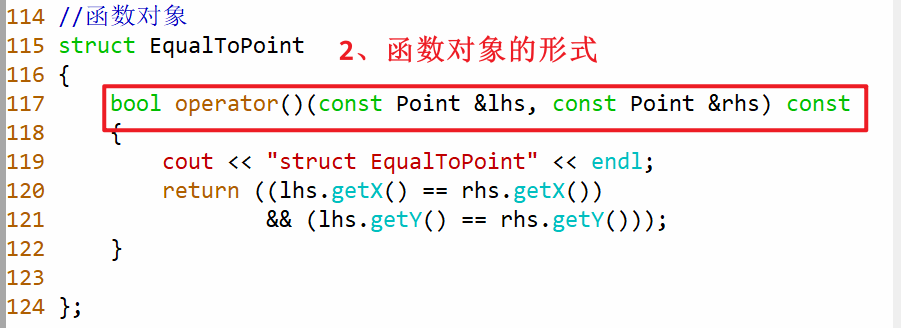 114 //函数对象
115 struct EqualToPoint 2、函数对象的形式
116 {
117     bool operator()(const Point &lhs, const Point &rhs) const
118     {
119         cout << "struct EqualToPoint" << endl;
120         return ((lhs.getX() == rhs.getX())
121                 && (lhs.getY() == rhs.getY()));
122     }
123
124 };